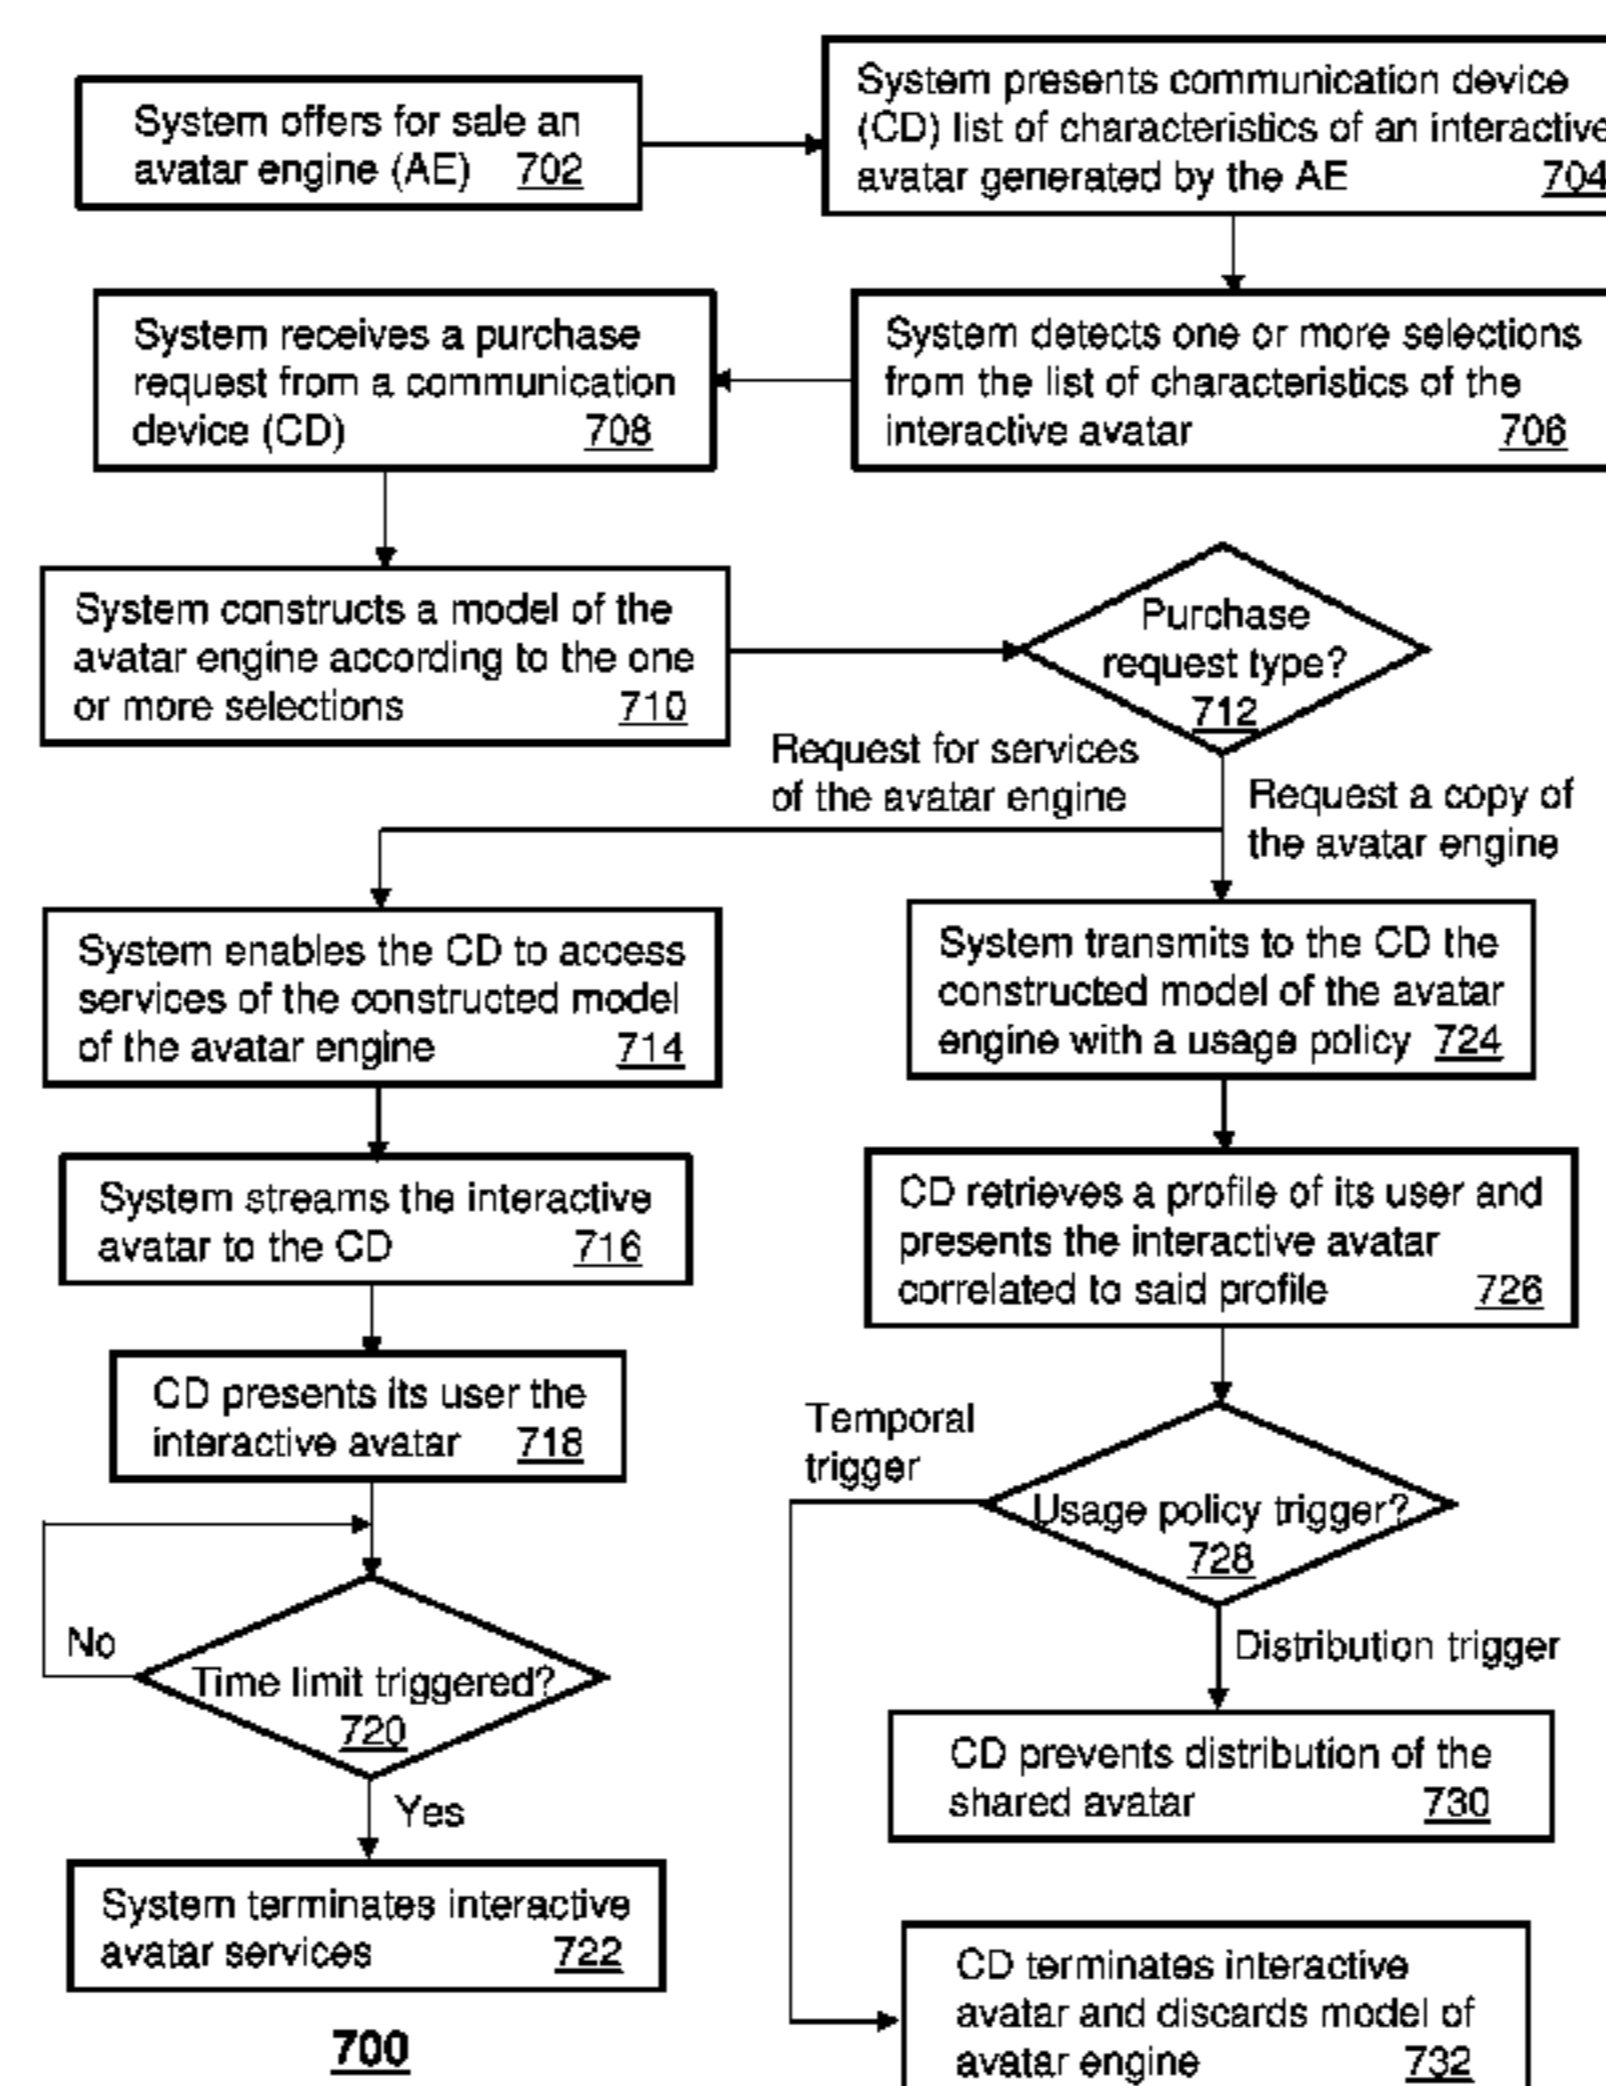 System offers for sale an
avatar engine (AE) 702
System presents communication device
(CD) list of characteristics of an interactive
avatar generated by the AE 704
System receives a purchase
request from a communication
device (CD) 708
System detects one or more selections
from the list of characteristics of the
interactive avatar 706
System constructs a model of the
avatar engine according to the one
or more selections 710
Purchase
request type?
712
Request for services
of the avatar engine
Request a copy of
the avatar engine
System enables the CD to access
services of the constructed model
of the avatar engine 714
System transmits to the CD the
constructed model of the avatar
engine with a usage policy 724
System streams the interactive
avatar to the CD 716
CD retrieves a profile of its user and
presents the interactive avatar
correlated to said profile 726
CD presents its user the
interactive avatar 718
Temporal
trigger
Usage policy trigger?
728
No
Time limit triggered?
720
Distribution trigger
CD prevents distribution of the
shared avatar 730
Yes
System terminates interactive
avatar services 722
CD terminates interactive
avatar and discards model of
avatar engine 732
700